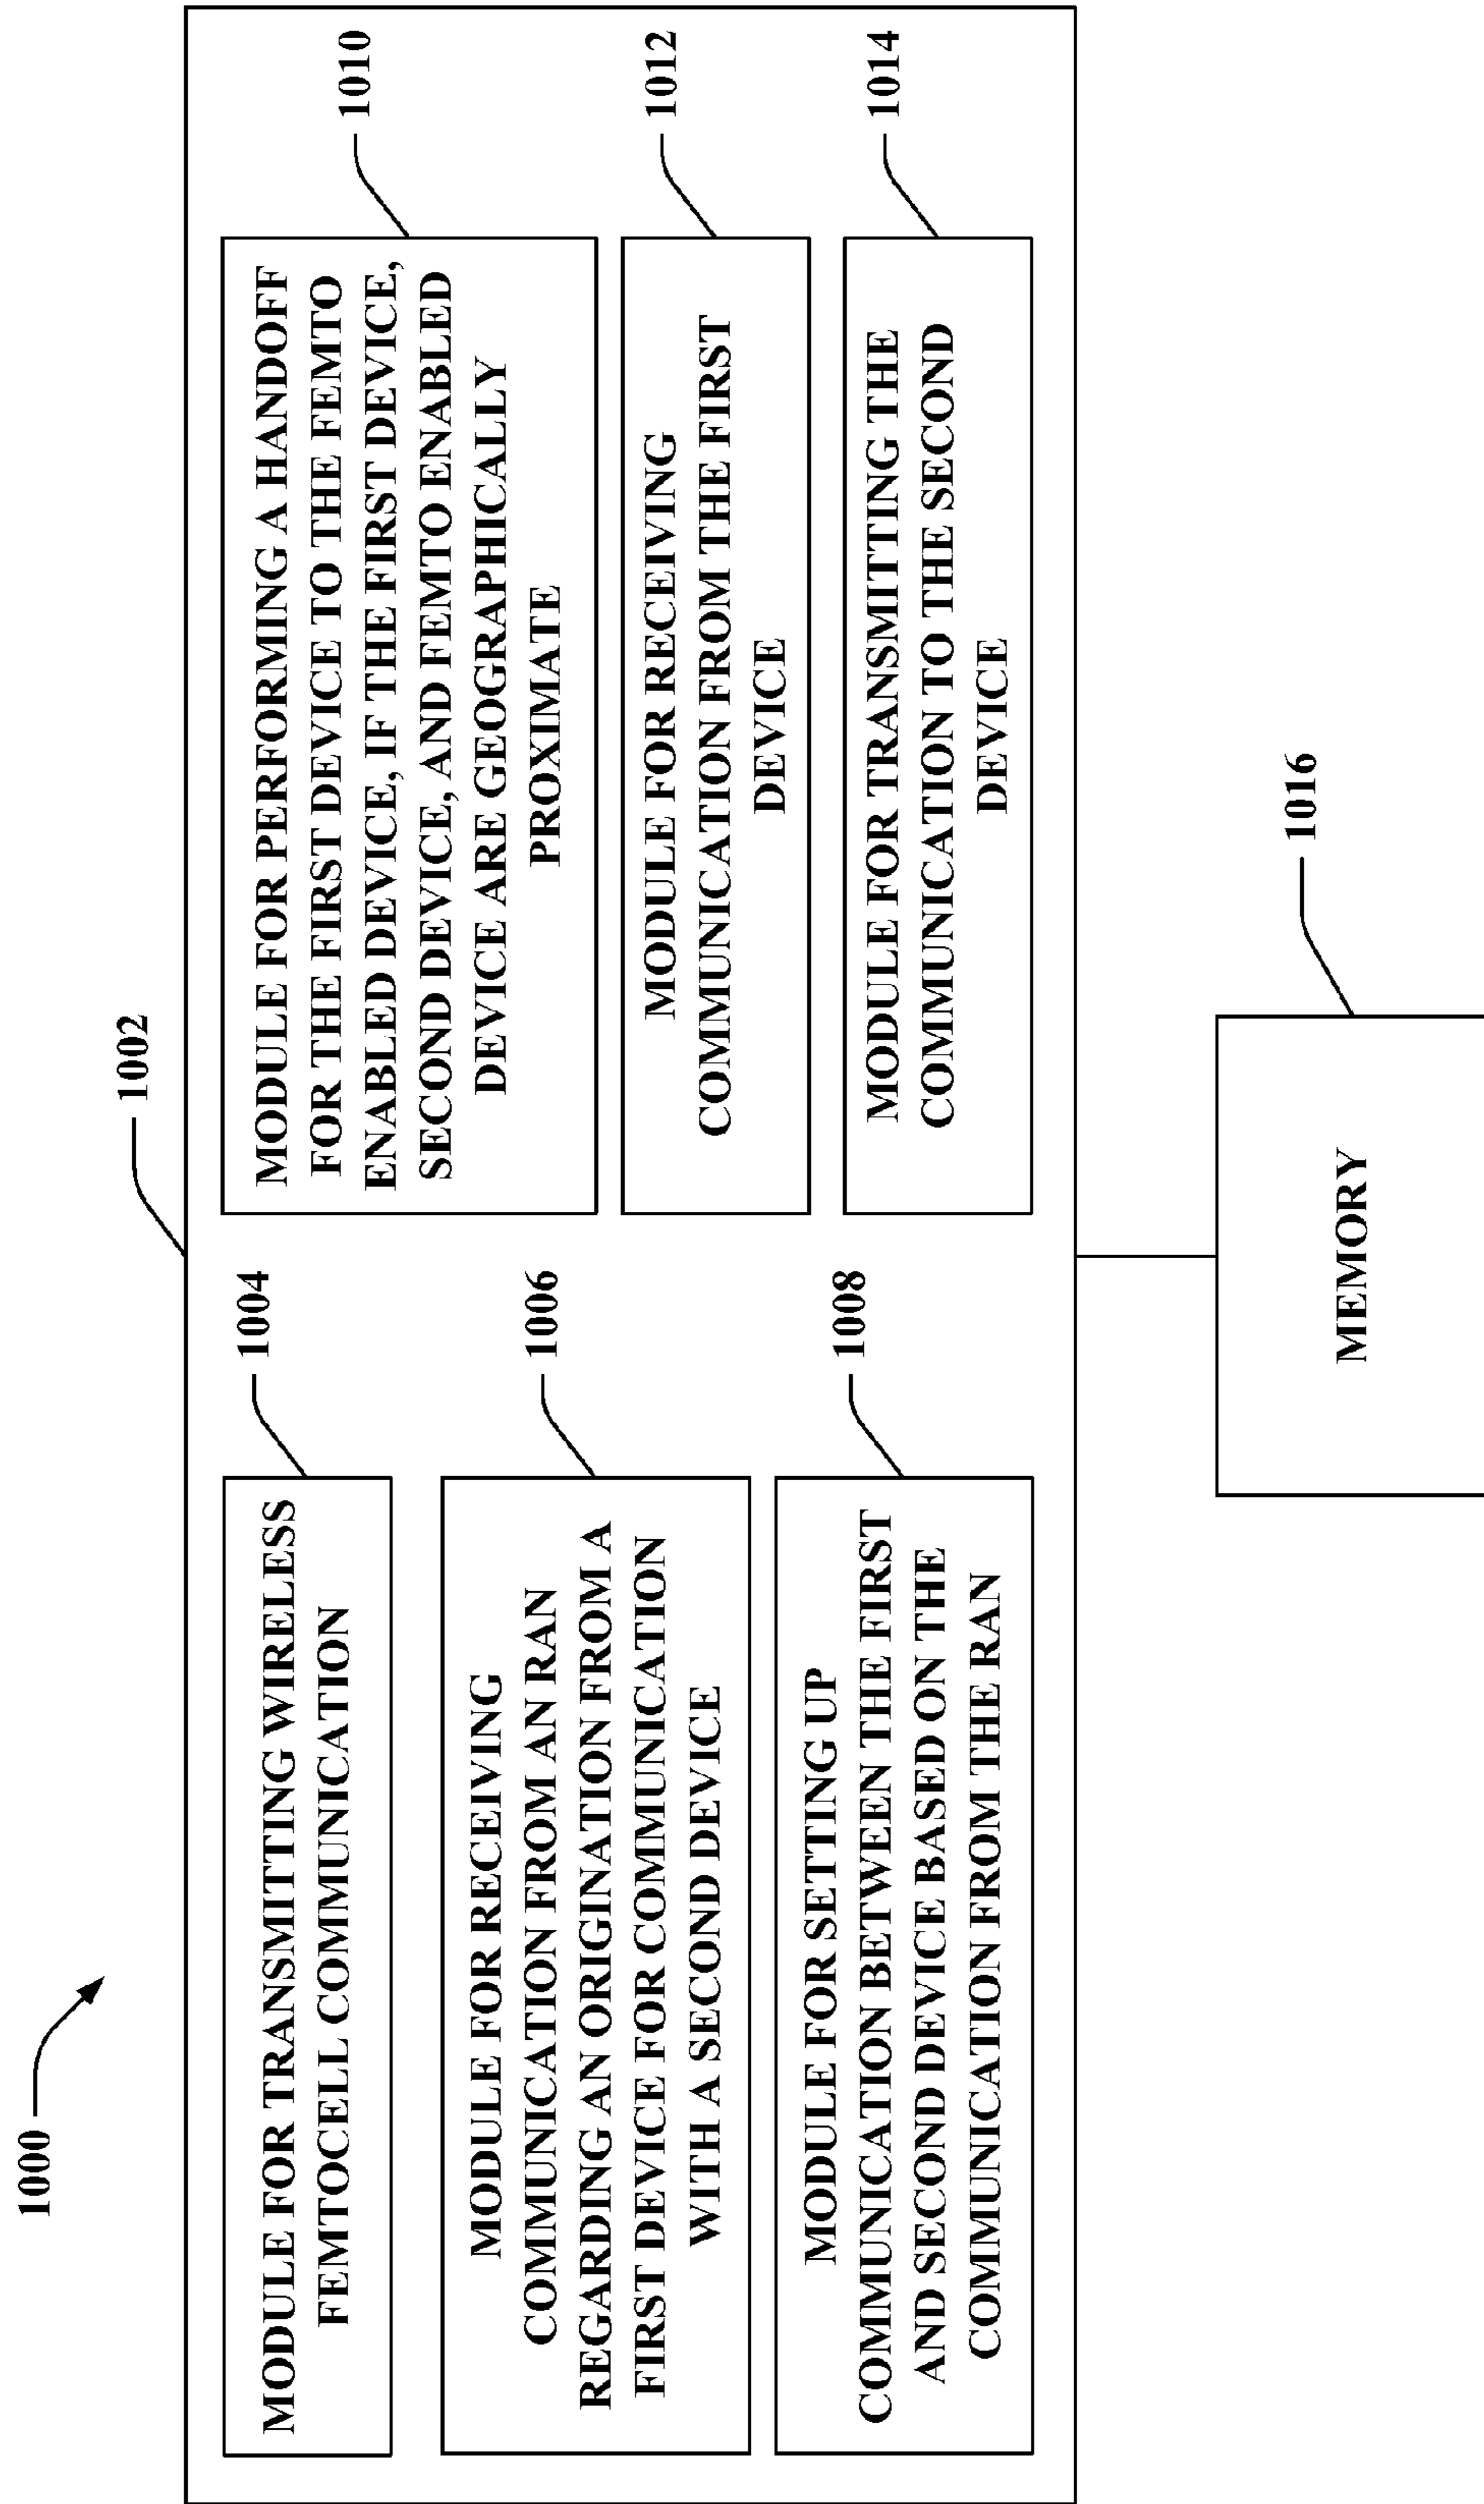 1000
1002
1004
MODULE FOR TRANSMITTING WIRELESS
FEMTOCELL COMMUNICATION
1006
MODULE FOR RECEIVING
COMMUNICATION FROM AN RAN
REGARDING AN ORIGINATION FROM A
FIRST DEVICE FOR COMMUNICATION
WITH A SECOND DEVICE
1008
MODULE FOR SETTING UP
COMMUNICATION BETWEEN THE FIRST
AND SECOND DEVICE BASED ON THE
COMMUNICATION FROM THE RAN
1010
MODULE FOR PERFORMING A HANDOFF
FOR THE FIRST DEVICE TO THE FEMTO
ENABLED DEVICE, IF THE FIRST DEVICE,
SECOND DEVICE, AND FEMTO ENABLED
DEVICE ARE GEOGRAPHICALLY
PROXIMATE
1012
MODULE FOR RECEIVING
COMMUNICATION FROM THE FIRST
DEVICE
1014
MODULE FOR TRANSMITTING THE
COMMUNICATION TO THE SECOND
DEVICE
1016
MEMORY